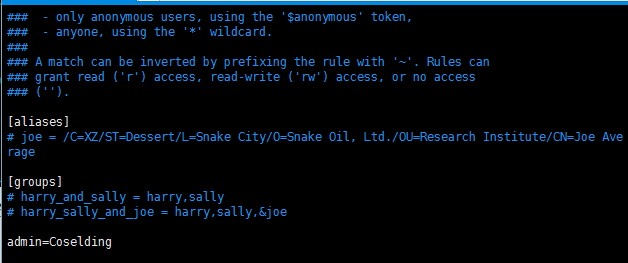 ###  - only anonymous users, using the '$anonymous' token,
###  - anyone, using the '*' wildcard.
###
### A match can be inverted by prefixing the rule with '~'. Rules can
### grant read ('r') access, read-write ('rw') access, or no access
### ('').
[aliases]
# joe = /C=XZ/ST=Dessert/L=Snake City/O=Snake Oil, Ltd./OU=Research Institute/CN=Joe Ave
rage
[groups]
# harry_and_sally = harry,sally
# harry_sally_and_joe = harry,sally,&joe
admin=Coselding